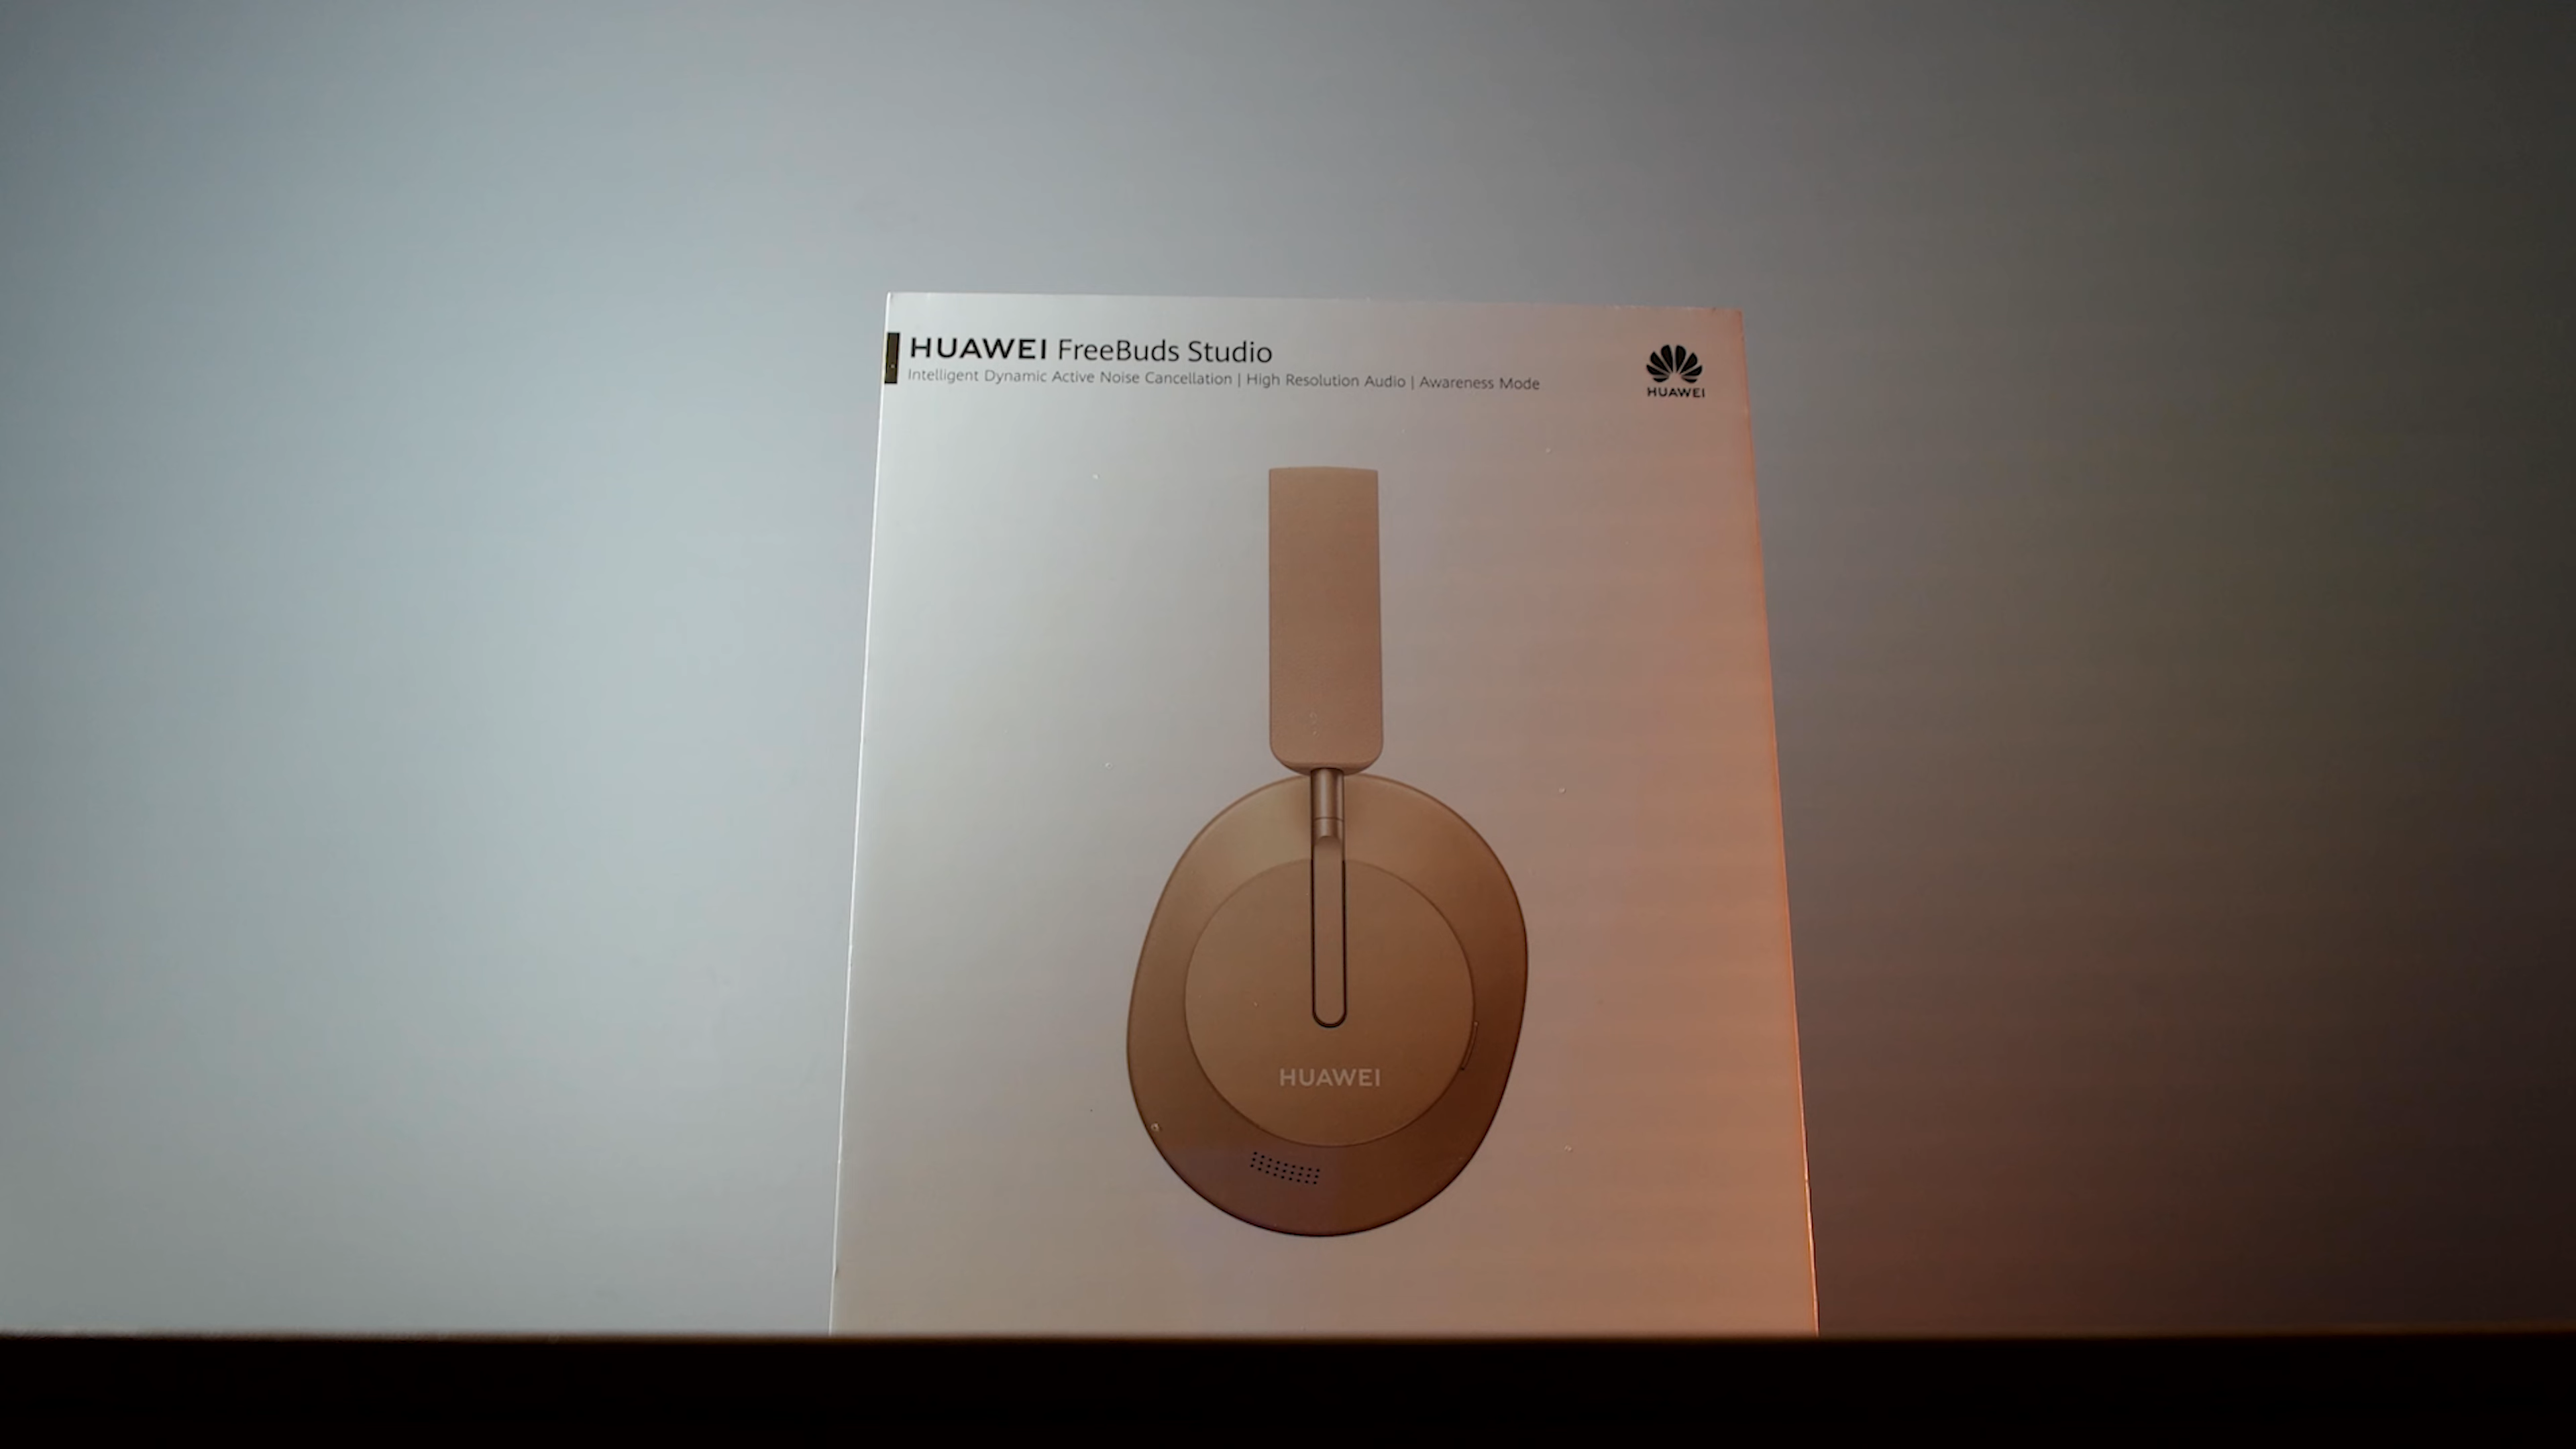 HUAWEI FreeBuds Studio
Intelligent Dynamic Active Noise Cancellation | High Resolution Audio | Awareness Mode
HUAWEI
HUAWEI